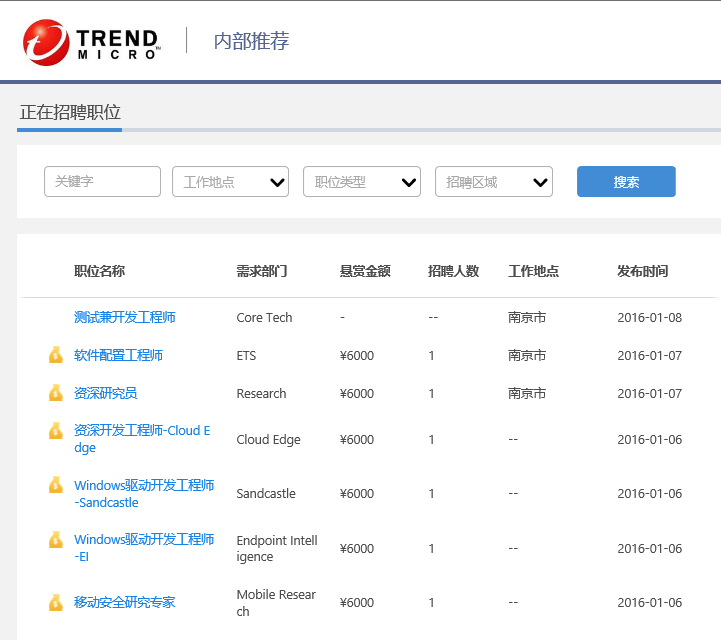 TREND MICRO™ 内部推荐
正在招聘职位
关键字 工作地点 职位类型 招聘区域 搜索
职位名称 需求部门 悬赏金额 招聘人数 工作地点 发布时间
测试兼开发工程师 Core Tech - -- 南京市 2016-01-08
软件配置工程师 ETS ¥6000 1 南京市 2016-01-07
资深研究员 Research ¥6000 1 南京市 2016-01-07
资深开发工程师-Cloud E
dge Cloud Edge ¥6000 1 -- 2016-01-06
Windows驱动开发工程师
-Sandcastle Sandcastle ¥6000 1 -- 2016-01-06
Windows驱动开发工程师 Endpoint Intell
-EI igence ¥6000 1 -- 2016-01-06
移动安全研究专家 Mobile Resear
ch ¥6000 1 -- 2016-01-06